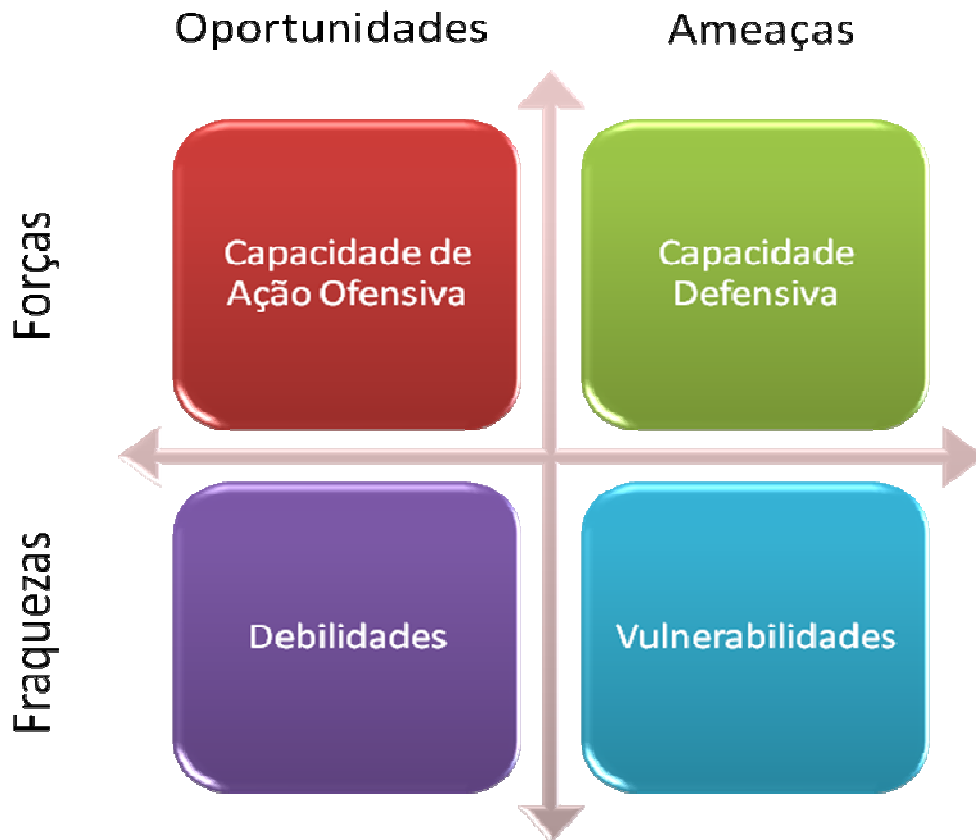 Oportunidades
Ameaças
Forças
Capacidade de
Ação Ofensiva
Capacidade
Defensiva
Fraquezas
Debilidades
Vulnerabilidades